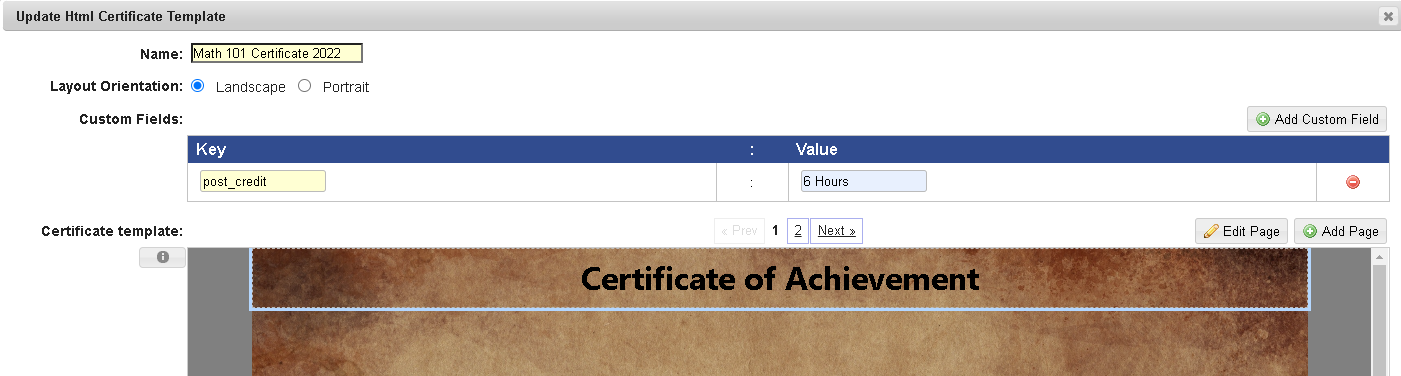 Update Html Certificate Template
Name: Math 101 Certificate 2022
Layout Orientation: Landscape Portrait
Custom Fields: Add Custom Field
Key : Value
post_credit : 6 Hours
Certificate template: « Prev 1 2 Next » Edit Page Add Page
Certificate of Achievement